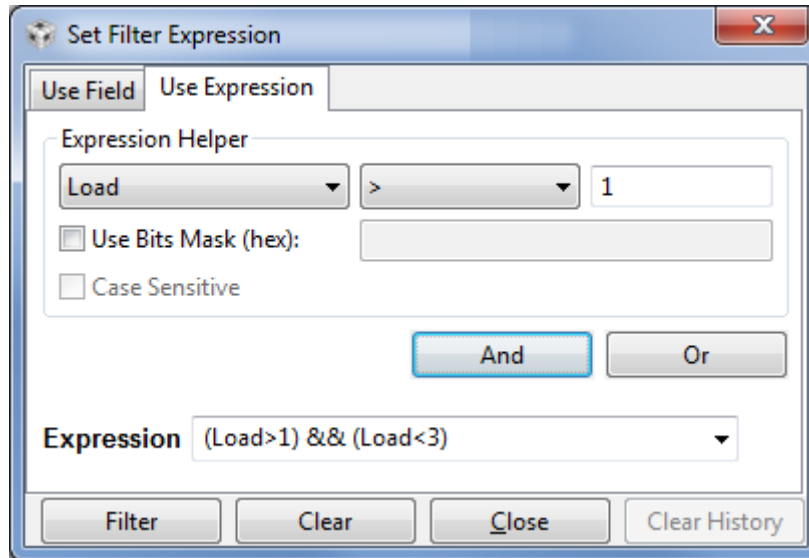 Set Filter Expression
Use Field Use Expression
Expression Helper
Load > 1
Use Bits Mask (hex):
Case Sensitive
And Or
Expression (Load>1) && (Load<3)
Filter Clear Close Clear History